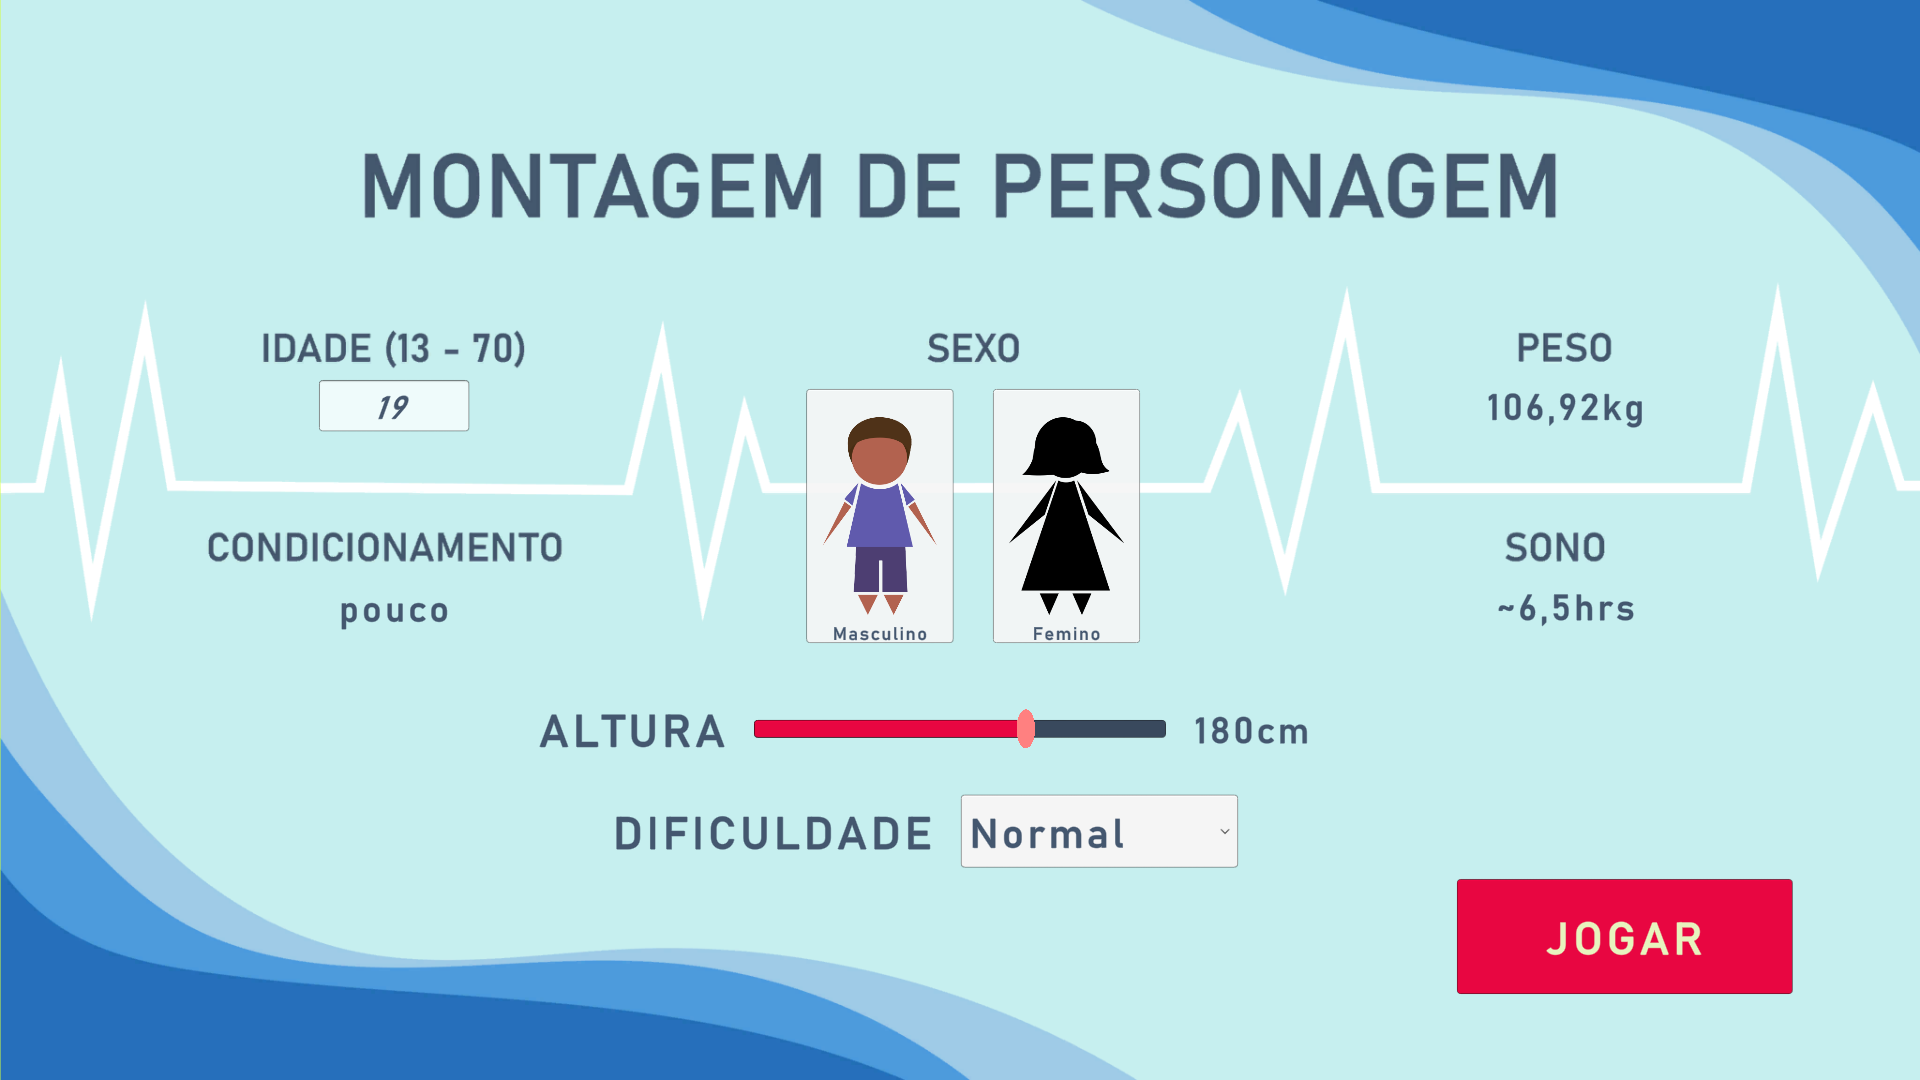 MONTAGEM DE PERSONAGEM
IDADE (13 - 70)
19
SEXO
PESO
106,92kg
CONDICIONAMENTO
pouco
Masculino
Femino
SONO
~6,5hrs
ALTURA
180cm
DIFICULDADE
Normal
JOGAR